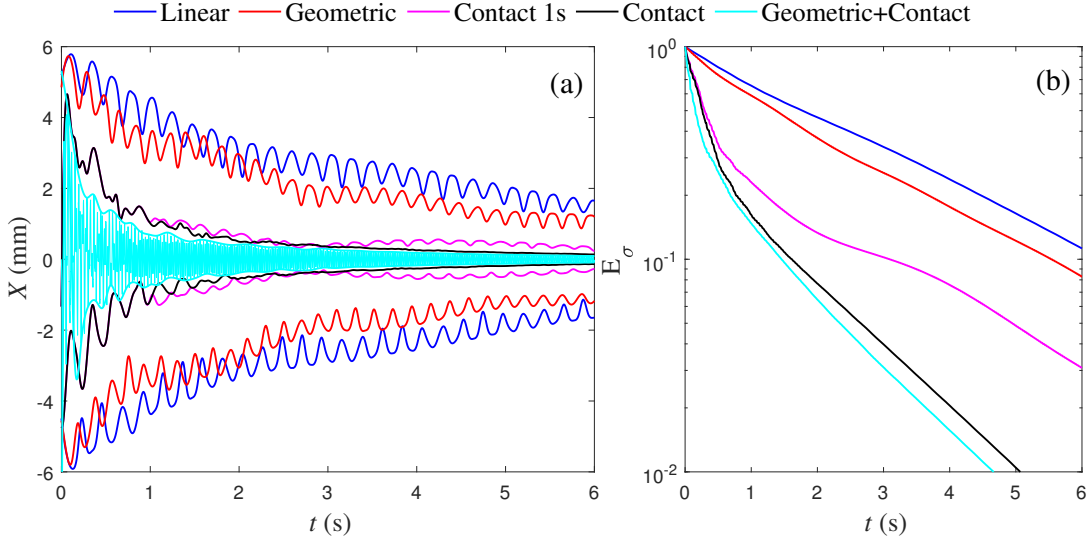 Linear Geometric Contact 1s Contact Geometric+Contact
(a)
X (mm)
6
4
2
0
-2
-4
-6
0 1 2 3 4 5 6
t (s)
(b)
E_σ
10^0
10^-1
10^-2
0 1 2 3 4 5 6
t (s)